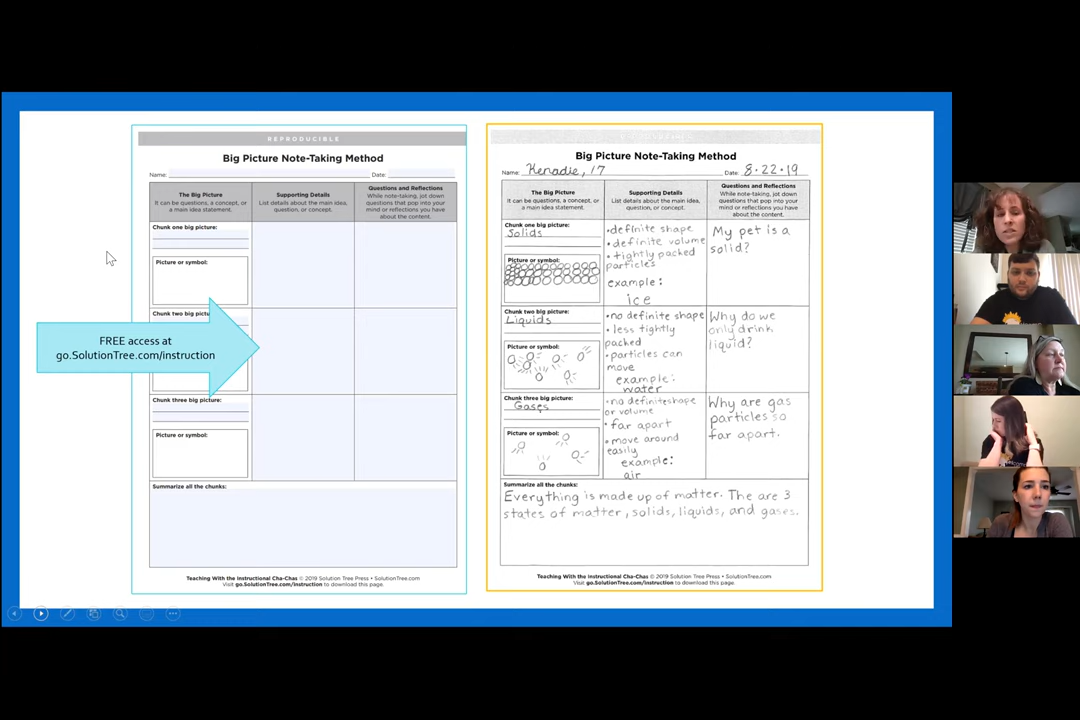 REPRODUCIBLE
Big Picture Note-Taking Method
Name:
Date:
The Big Picture
It can be questions, a concept, or
a main idea statement.
Supporting Details
List details about the main idea,
question, or concept.
Questions and Reflections
While note-taking, jot down
questions that pop into your
mind or reflections you have
about the content.
Chunk one big picture:
Picture or symbol:
Chunk two big pictu
FREE access at
go.SolutionTree.com/instruction
Chunk three big picture:
Picture or symbol:
Summarize all the chunks:
Teaching With the Instructional Cha-Chas © 2019 Solution Tree Press • SolutionTree.com
Visit go.SolutionTree.com/instruction to download this page.
Big Picture Note-Taking Method
Name: Kenadie, 17
Date: 8.22.19
The Big Picture
It can be questions, a concept, or
a main idea statement.
Supporting Details
List details about the main idea,
question, or concept.
Questions and Reflections
While note-taking, jot down
questions that pop into your
mind or reflections you have
about the content.
Chunk one big picture:
Solids
Picture or symbol:
•definite shape
•definite volume
•tightly packed
particles
example:
ice
My pet is a
solid?
Chunk two big picture:
Liquids
Picture or symbol:
•no definite shape
•less tightly
packed
•particles can
move
example:
water
Why do we
only drink
liquid?
Chunk three big picture:
Gases
Picture or symbol:
•no definite shape
or volume
•far apart
•move around
easily
example:
air
Why are gas
particles so
far apart.
Summarize all the chunks:
Everything is made up of matter. The are 3
states of matter, solids, liquids, and gases.
Teaching With the Instructional Cha-Chas © 2019 Solution Tree Press • SolutionTree.com
Visit go.SolutionTree.com/instruction to download this page.